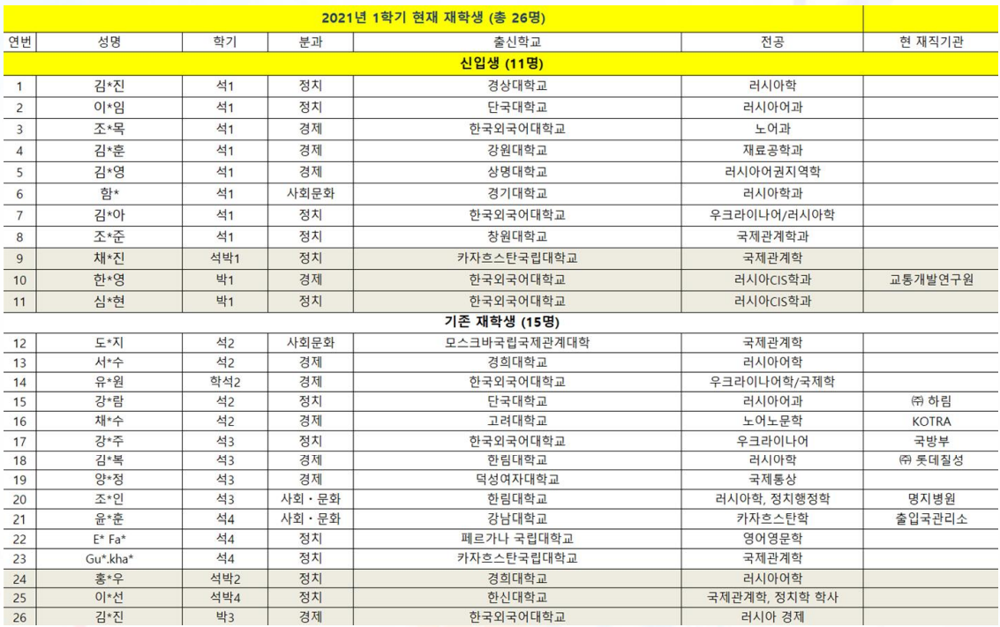 2021년 1학기 현재 재학생 (총 26명)
연번 성명 학기 분과 출신학교 전공 현 재직기관
신입생 (11명)
1 김*진 석1 정치 경상대학교 러시아학
2 이*임 석1 정치 단국대학교 러시아어과
3 조*목 석1 경제 한국외국어대학교 노어과
4 김*훈 석1 경제 강원대학교 재료공학과
5 김*영 석1 경제 상명대학교 러시아어권지역학
6 함* 석1 사회문화 경기대학교 러시아학과
7 김*아 석1 정치 한국외국어대학교 우크라이나어/러시아학
8 조*준 석1 정치 창원대학교 국제관계학과
9 채*진 석박1 정치 카자흐스탄국립대학교 국제관계학
10 한*영 박1 경제 한국외국어대학교 러시아CIS학과 교통개발연구원
11 심*현 박1 정치 한국외국어대학교 러시아CIS학과
기존 재학생 (15명)
12 도*지 석2 사회문화 모스크바국립국제관계대학 국제관계학
13 서*수 석2 경제 경희대학교 러시아어학
14 유*원 학석2 경제 한국외국어대학교 우크라이나어학/국제학
15 강*람 석2 정치 단국대학교 러시아어과 ㈜ 하림
16 채*수 석2 경제 고려대학교 노어노문학 KOTRA
17 강*주 석3 정치 한국외국어대학교 우크라이나어 국방부
18 김*복 석3 경제 한림대학교 러시아학 ㈜ 롯데칠성
19 양*정 석3 경제 덕성여자대학교 국제통상
20 조*인 석3 사회・문화 한림대학교 러시아학, 정치행정학 명지병원
21 윤*훈 석4 사회・문화 강남대학교 카자흐스탄학 출입국관리소
22 E* Fa* 석4 정치 페르가나 국립대학교 영어영문학
23 Gu*.kha* 석4 정치 카자흐스탄국립대학교 국제관계학
24 홍*우 석박2 정치 경희대학교 러시아어학
25 이*선 석박4 정치 한신대학교 국제관계학, 정치학 학사
26 김*진 박3 경제 한국외국어대학교 러시아 경제